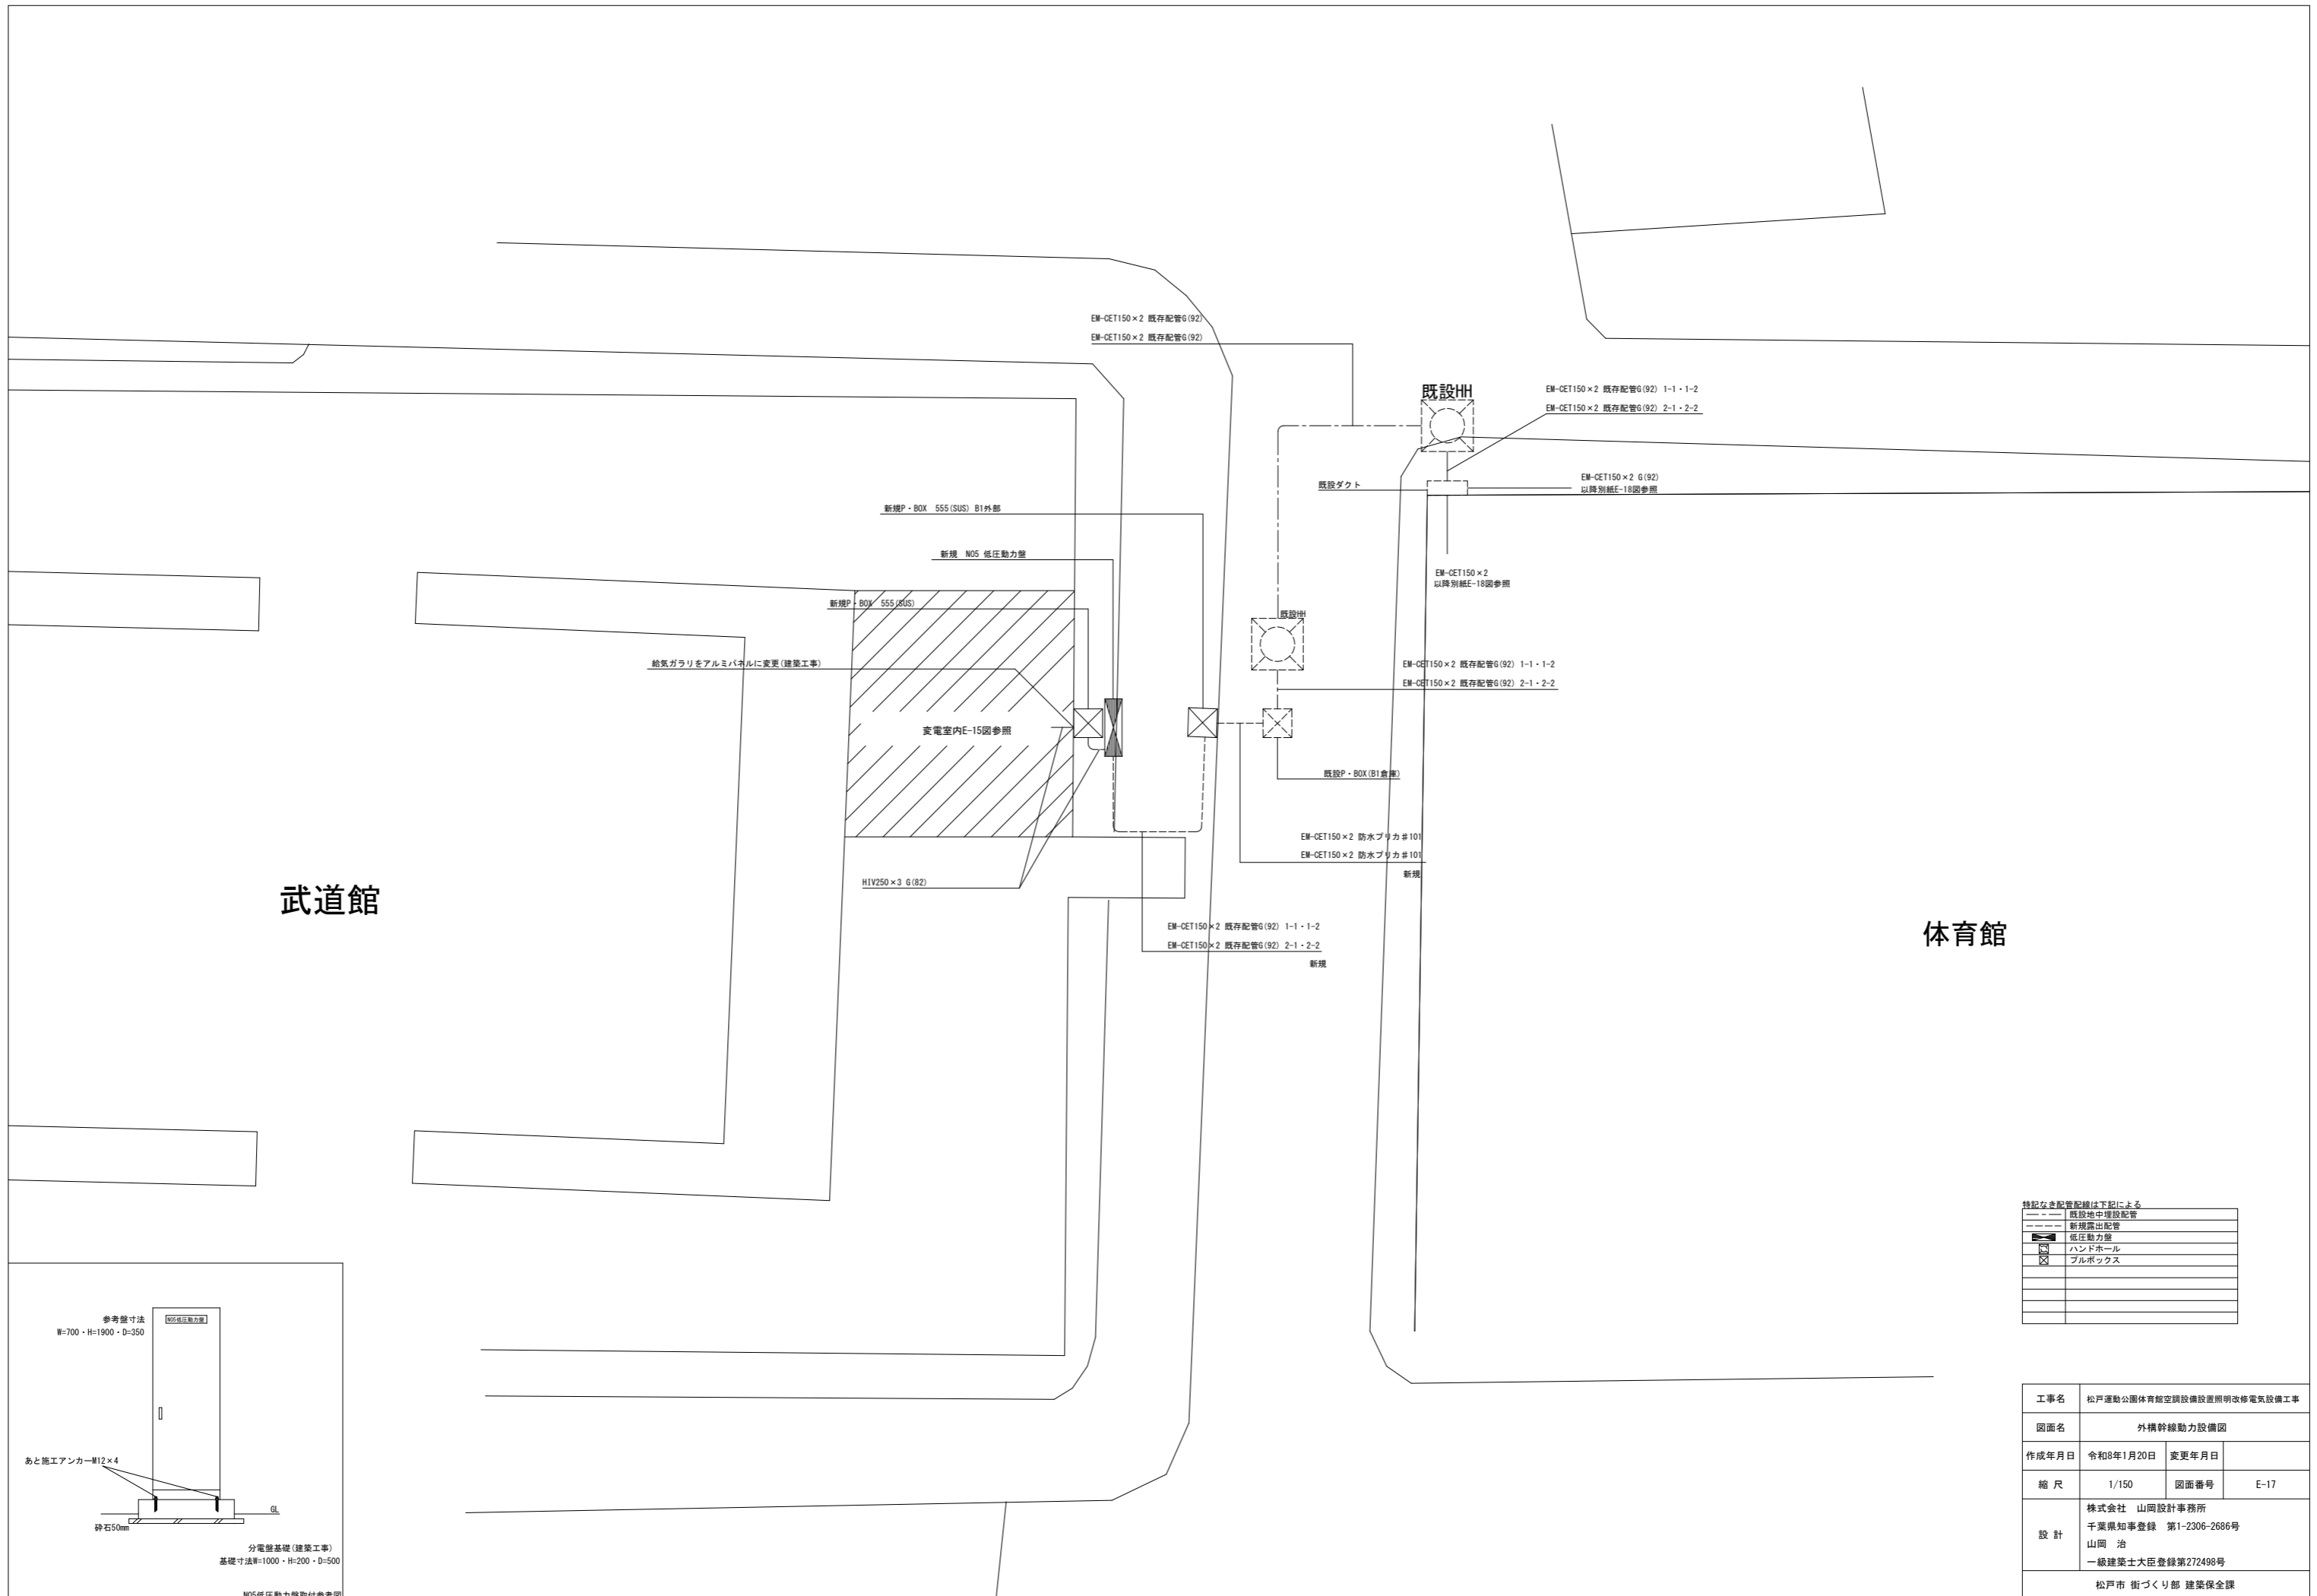 EM-CET150×2 既存配管G(92)
EM-CET150×2 既存配管G(92)
既設HH
EM-CET150×2 既存配管G(92) 1-1・1-2
EM-CET150×2 既存配管G(92) 2-1・2-2
既設ダクト
EM-CET150×2 G(92)
以降別紙E-18図参照
新規P・BOX 555(SUS) B1外部
新規 NO5 低圧動力盤
EM-CET150×2
以降別紙E-18図参照
新規P・BOX 555(SUS)
既設HH
給気ガラリをアルミパネルに変更(建築工事)
EM-CET150×2 既存配管G(92) 1-1・1-2
EM-CET150×2 既存配管G(92) 2-1・2-2
変電室内E-15図参照
既設P・BOX(B1倉庫)
EM-CET150×2 防水プリカ＃101
EM-CET150×2 防水プリカ＃101
新規
HIV250×3 G(82)
武道館
EM-CET150×2 既存配管G(92) 1-1・1-2
EM-CET150×2 既存配管G(92) 2-1・2-2
新規
体育館
特記なき配管配線は下記による
既設地中埋設配管
新規露出配管
低圧動力盤
ハンドホール
プルボックス
参考盤寸法
W=700・H=1900・D=350
NO5低圧動力盤
あと施工アンカーM12×4
GL
砕石50mm
分電盤基礎(建築工事)
基礎寸法W=1000・H=200・D=500
NO5低圧動力盤取付参考図
工事名 松戸運動公園体育館空調設備設置照明改修電気設備工事
図面名 外構幹線動力設備図
作成年月日 令和8年1月20日 変更年月日
縮 尺 1/150 図面番号 E-17
設 計
株式会社 山岡設計事務所
千葉県知事登録 第1-2306-2686号
山岡 治
一級建築士大臣登録第272498号
松戸市 街づくり部 建築保全課